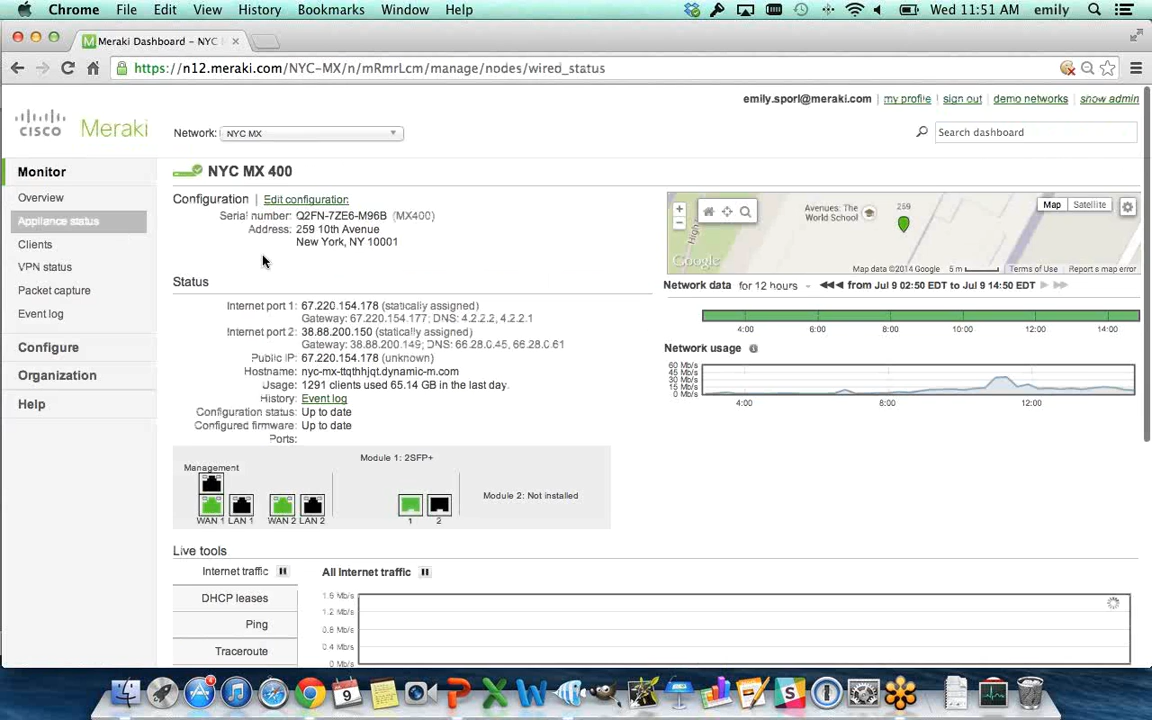 Chrome File Edit View History Bookmarks Window Help Wed 11:51 AM emily
Meraki Dashboard - NYC
https://n12.meraki.com/NYC-MX/n/mRmrLcm/manage/nodes/wired_status
emily.sporl@meraki.com my profile sign out demo networks show admin
CISCO Meraki Network: NYC MX Search dashboard
Monitor
Overview
Appliance status
Clients
VPN status
Packet capture
Event log
Configure
Organization
Help
NYC MX 400
Configuration | Edit configuration:
Serial number: Q2FN-7ZE6-M96B (MX400)
Address: 259 10th Avenue
New York, NY 10001
Status
Internet port 1: 67.220.154.178 (statically assigned)
Gateway: 67.220.154.177; DNS: 4.2.2.2, 4.2.2.1
Internet port 2: 38.88.200.150 (statically assigned)
Gateway: 38.88.200.149; DNS: 66.28.0.45, 66.28.0.61
Public IP: 67.220.154.178 (unknown)
Hostname: nyc-mx-ttqthhjqt.dynamic-m.com
Usage: 1291 clients used 65.14 GB in the last day.
History: Event log
Configuration status: Up to date
Configured firmware: Up to date
Ports:
Management
Module 1: 2SFP+
Module 2: Not installed
WAN 1 LAN 1 WAN 2 LAN 2 1 2
Avenues: The
World School
259
High
Map Satellite
Google
Map data ©2014 Google 5 m Terms of Use Report a map error
Network data for 12 hours from Jul 9 02:50 EDT to Jul 9 14:50 EDT
4:00 6:00 8:00 10:00 12:00 14:00
Network usage
60 Mb/s
45 Mb/s
30 Mb/s
15 Mb/s
0 Mb/s
4:00 8:00 12:00
Live tools
Internet traffic
DHCP leases
Ping
Traceroute
All Internet traffic
1.6 Mb/s
1.2 Mb/s
0.8 Mb/s
0.4 Mb/s
0 Mb/s
9